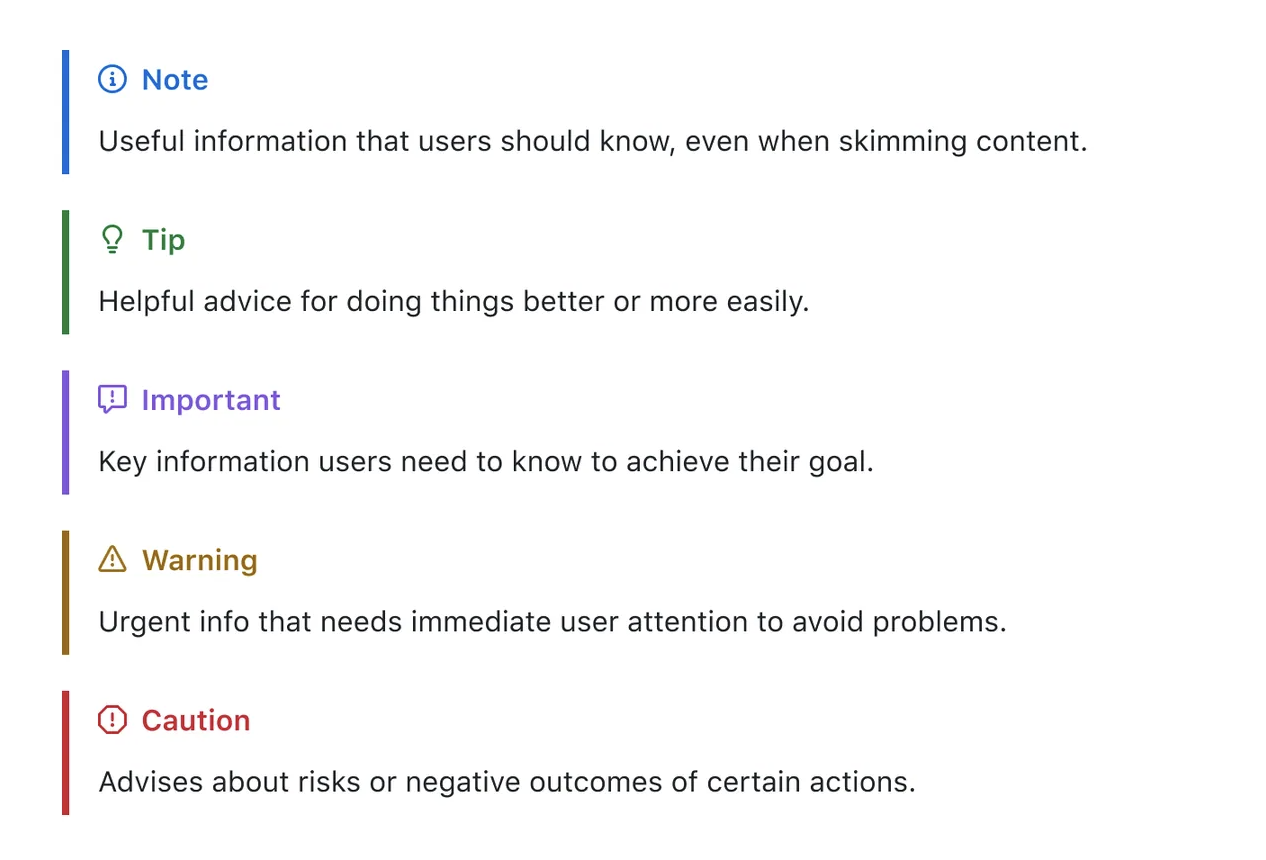 Note
Useful information that users should know, even when skimming content.
Tip
Helpful advice for doing things better or more easily.
Important
Key information users need to know to achieve their goal.
Warning
Urgent info that needs immediate user attention to avoid problems.
Caution
Advises about risks or negative outcomes of certain actions.